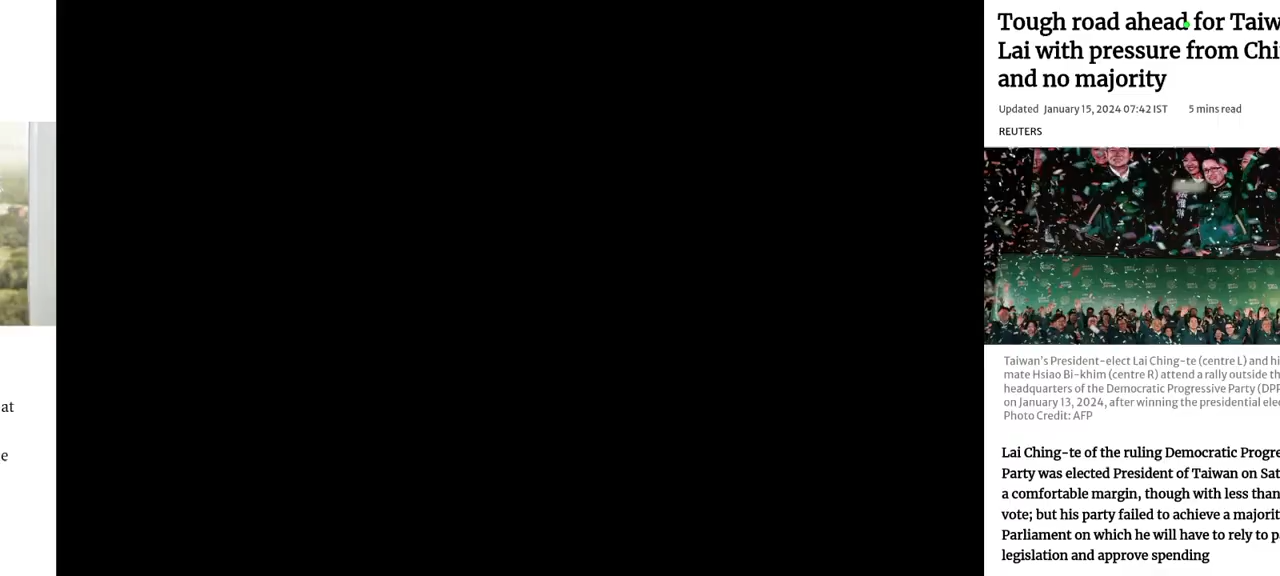 at
e
Tough road ahead for Taiw
Lai with pressure from Chi
and no majority
Updated January 15, 2024 07:42 IST 5 mins read
REUTERS
Taiwan's President-elect Lai Ching-te (centre L) and hi
mate Hsiao Bi-khim (centre R) attend a rally outside th
headquarters of the Democratic Progressive Party (DPP
on January 13, 2024, after winning the presidential elec
Photo Credit: AFP
Lai Ching-te of the ruling Democratic Progre
Party was elected President of Taiwan on Sat
a comfortable margin, though with less than
vote; but his party failed to achieve a majorit
Parliament on which he will have to rely to p
legislation and approve spending